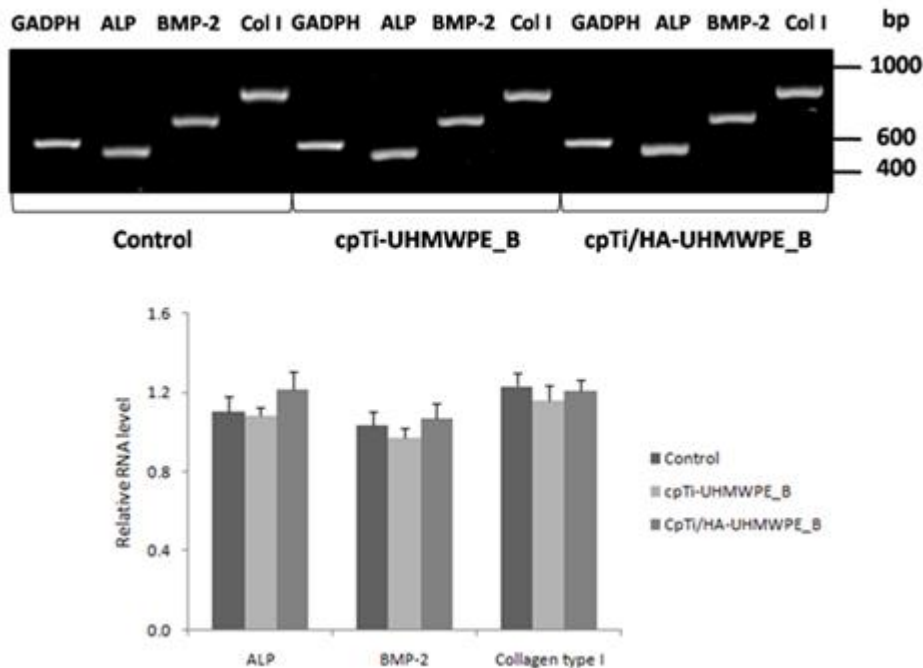 GADPH ALP BMP-2 Col I GADPH ALP BMP-2 Col I GADPH ALP BMP-2 Col I bp
1000
600
400
Control cpTi-UHMWPE_B cpTi/HA-UHMWPE_B
1.6
1.2
0.8
0.4
0.0
Relative RNA level
ALP BMP-2 Collagen type I
Control
cpTi-UHMWPE_B
CpTi/HA-UHMWPE_B